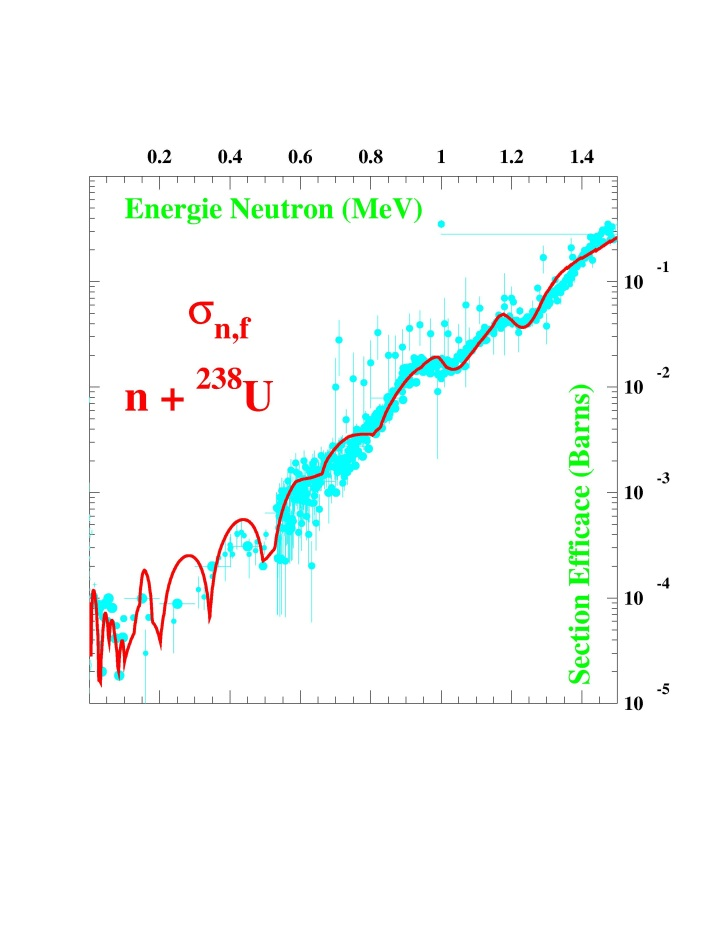 0.2 0.4 0.6 0.8 1 1.2 1.4
Energie Neutron (MeV)
σn,f
n + 238U
Section Efficace (Barns)
10 -1
10 -2
10 -3
10 -4
10 -5